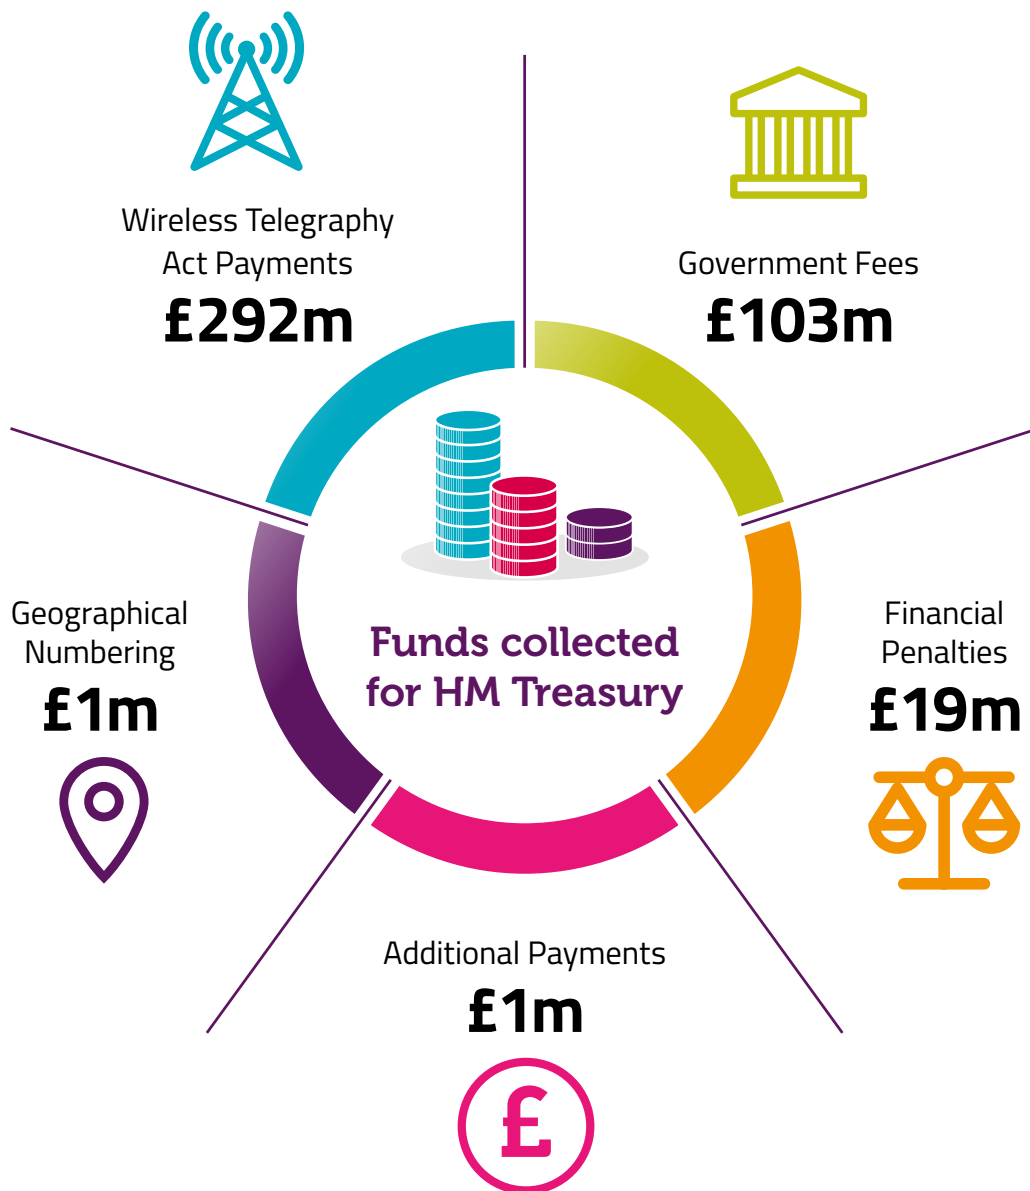 Wireless Telegraphy
Act Payments
£292m
Government Fees
£103m
Funds collected
for HM Treasury
Geographical
Numbering
£1m
Financial
Penalties
£19m
Additional Payments
£1m
£